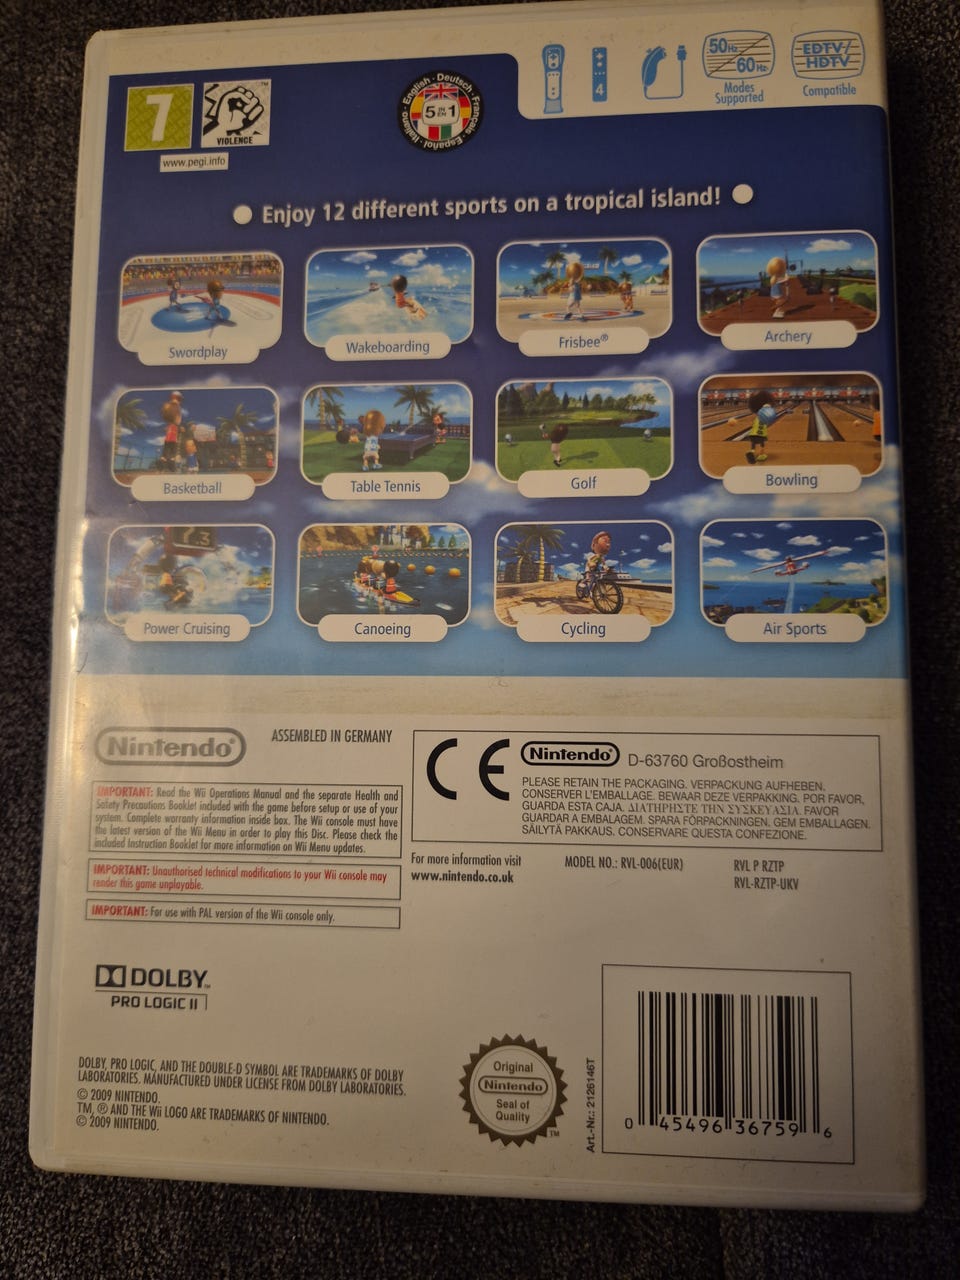 7
VIOLENCE
www.pegi.info
English · Deutsch · Français · Español · Italiano
5 IN EN 1
4
50Hz
60Hz
Modes
Supported
EDTV/
HDTV
Compatible
Enjoy 12 different sports on a tropical island!
Swordplay
Wakeboarding
Frisbee®
Archery
Basketball
Table Tennis
Golf
Bowling
Power Cruising
Canoeing
Cycling
Air Sports
Nintendo®
ASSEMBLED IN GERMANY
IMPORTANT: Read the Wii Operations Manual and the separate Health and
Safety Precautions Booklet included with the game before setup or use of your
system. Complete warranty information inside box. The Wii console must have
the latest version of the Wii Menu in order to play this Disc. Please check the
included Instruction Booklet for more information on Wii Menu updates.
IMPORTANT: Unauthorised technical modifications to your Wii console may
render this game unplayable.
IMPORTANT: For use with PAL version of the Wii console only.
CE
Nintendo® D-63760 Großostheim
PLEASE RETAIN THE PACKAGING. VERPACKUNG AUFHEBEN.
CONSERVER L'EMBALLAGE. BEWAAR DEZE VERPAKKING. POR FAVOR,
GUARDA ESTA CAJA. ΔΙΑΤΗΡΗΣΤΕ ΤΗΝ ΣΥΣΚΕΥΑΣΙΑ. FAVOR
GUARDAR A EMBALAGEM. SPARA FÖRPACKNINGEN. GEM EMBALLAGEN.
SÄILYTÄ PAKKAUS. CONSERVARE QUESTA CONFEZIONE.
For more information visit
www.nintendo.co.uk
MODEL NO.: RVL-006(EUR)
RVL P RZTP
RVL-RZTP-UKV
DOLBY™
PRO LOGIC II
DOLBY, PRO LOGIC, AND THE DOUBLE-D SYMBOL ARE TRADEMARKS OF DOLBY
LABORATORIES. MANUFACTURED UNDER LICENSE FROM DOLBY LABORATORIES.
© 2009 NINTENDO.
TM, ® AND THE Wii LOGO ARE TRADEMARKS OF NINTENDO.
© 2009 NINTENDO.
Original
Nintendo
Seal of
Quality
TM
Art.-Nr.: 2126146T
0 45496 36759 6